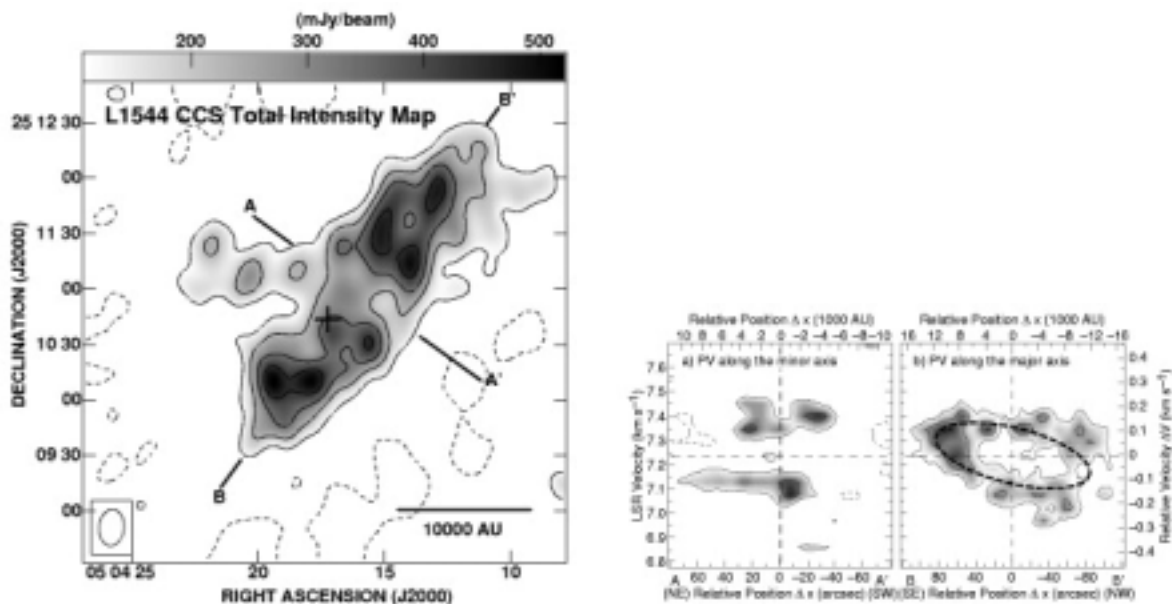 (mJy/beam)
200 300 400 500
L1544 CCS Total Intensity Map
B'
A
A'
B
10000 AU
DECLINATION (J2000)
25 12 30
00
11 30
00
10 30
00
09 30
00
05 04 25 20 15 10
RIGHT ASCENSION (J2000)
Relative Position Δ x (1000 AU)
10 8 6 4 2 0 -2 -4 -6 -8 -10
a) PV along the minor axis
LSR Velocity (km s⁻¹)
7.6
7.5
7.4
7.3
7.2
7.1
7.0
6.9
6.8
A 60 40 20 0 -20 -40 -60 A'
(NE) Relative Position Δ x (arcsec) (SW)
Relative Position Δ x (1000 AU)
16 12 8 4 0 -4 -8 -12 -16
b) PV along the major axis
0.4
0.3
0.2
0.1
0
-0.1
-0.2
-0.3
-0.4
Relative Velocity ΔV (km s⁻¹)
B 80 40 0 -40 -80 B'
(SE) Relative Position Δ x (arcsec) (NW)